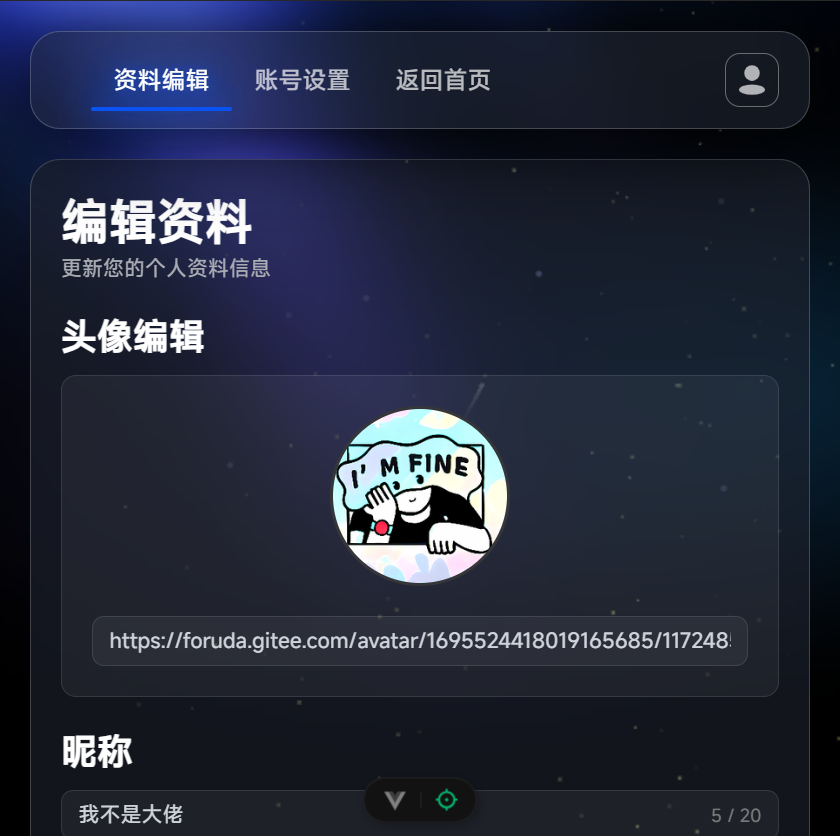 资料编辑 账号设置 返回首页
编辑资料
更新您的个人资料信息
头像编辑
I' M FINE
https://foruda.gitee.com/avatar/1695524418019165685/117248
昵称
我不是大佬 5 / 20